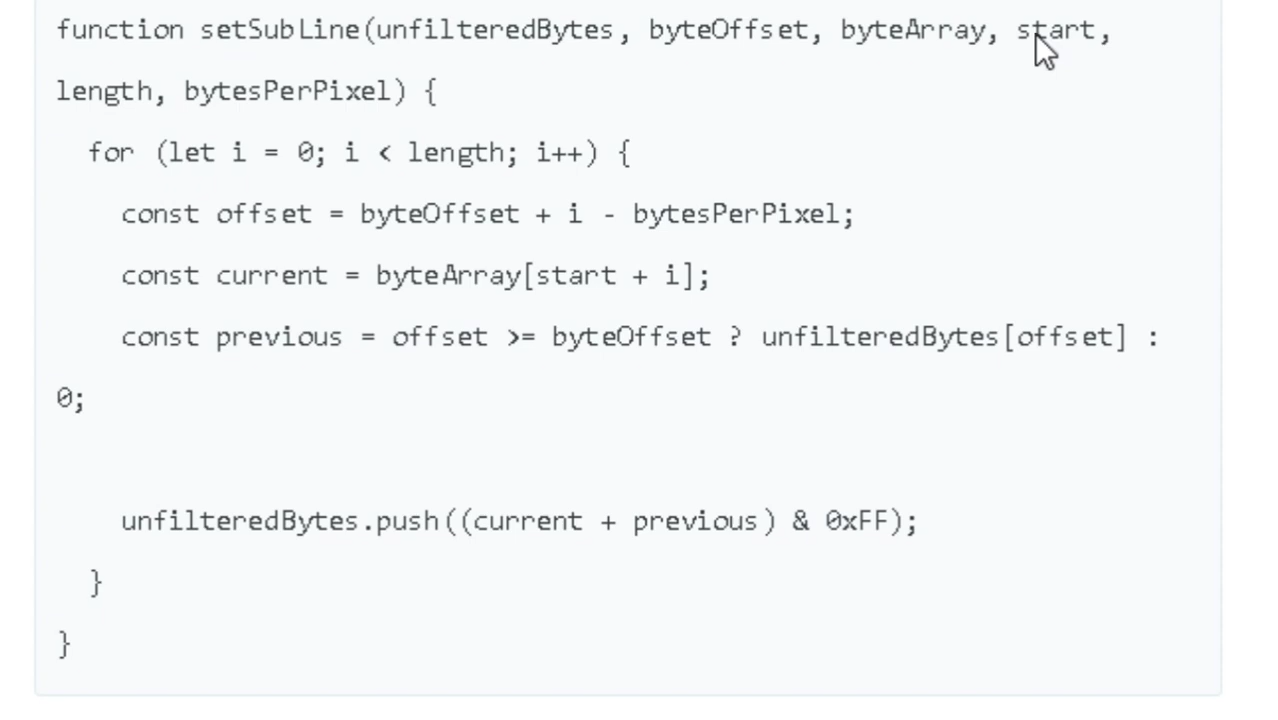 function setSubLine(unfilteredBytes, byteOffset, byteArray, start,
length, bytesPerPixel) {
  for (let i = 0; i < length; i++) {
    const offset = byteOffset + i - bytesPerPixel;
    const current = byteArray[start + i];
    const previous = offset >= byteOffset ? unfilteredBytes[offset] :
0;

    unfilteredBytes.push((current + previous) & 0xFF);
  }
}